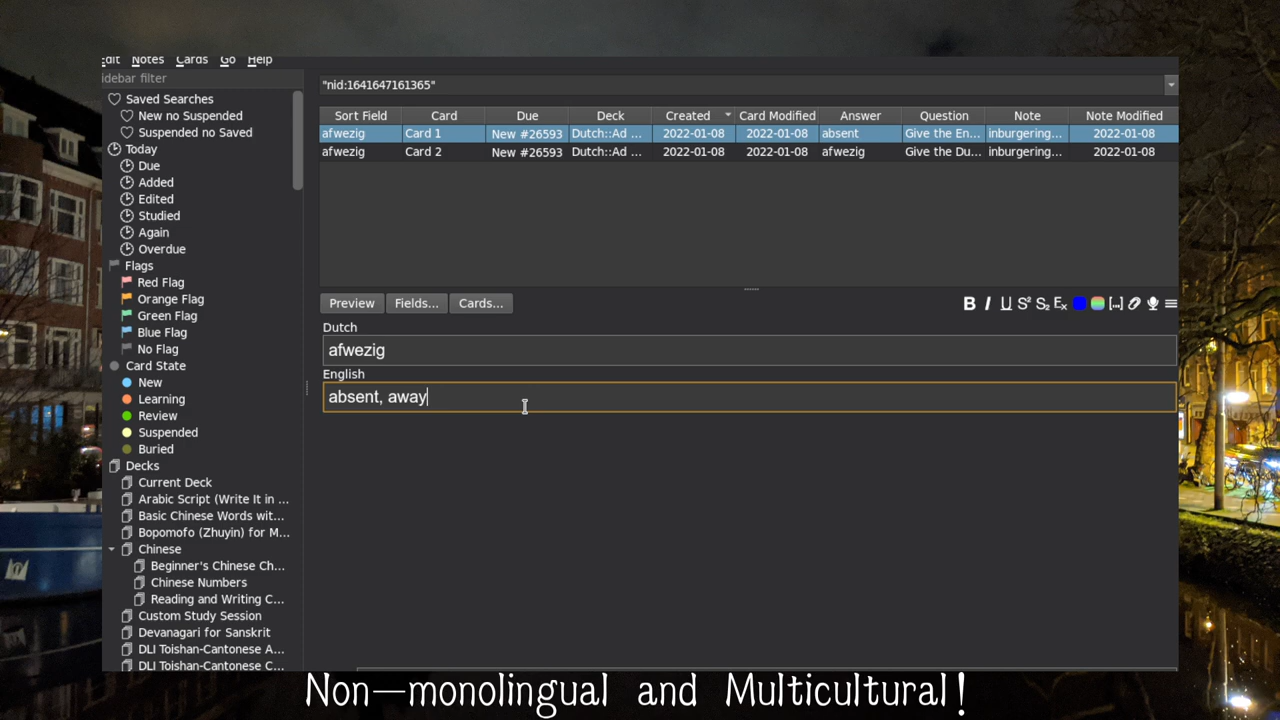 Edit Notes Cards Go Help
idebar filter
"nid:1641647161365"
Saved Searches
New no Suspended
Suspended no Saved
Today
Due
Added
Edited
Studied
Again
Overdue
Flags
Red Flag
Orange Flag
Green Flag
Blue Flag
No Flag
Card State
New
Learning
Review
Suspended
Buried
Decks
Current Deck
Arabic Script (Write It in ...
Basic Chinese Words wit...
Bopomofo (Zhuyin) for M...
Chinese
Beginner's Chinese Ch...
Chinese Numbers
Reading and Writing C...
Custom Study Session
Devanagari for Sanskrit
DLI Toishan-Cantonese A...
DLI Toishan-Cantonese C...
Sort Field Card Due Deck Created Card Modified Answer Question Note Note Modified
afwezig Card 1 New #26593 Dutch::Ad ... 2022-01-08 2022-01-08 absent Give the En... inburgering... 2022-01-08
afwezig Card 2 New #26593 Dutch::Ad ... 2022-01-08 2022-01-08 afwezig Give the Du... inburgering... 2022-01-08
Preview Fields... Cards... B I U S² S₂ Eₓ [...]
Dutch
afwezig
English
absent, away
Non—monolingual and Multicultural!